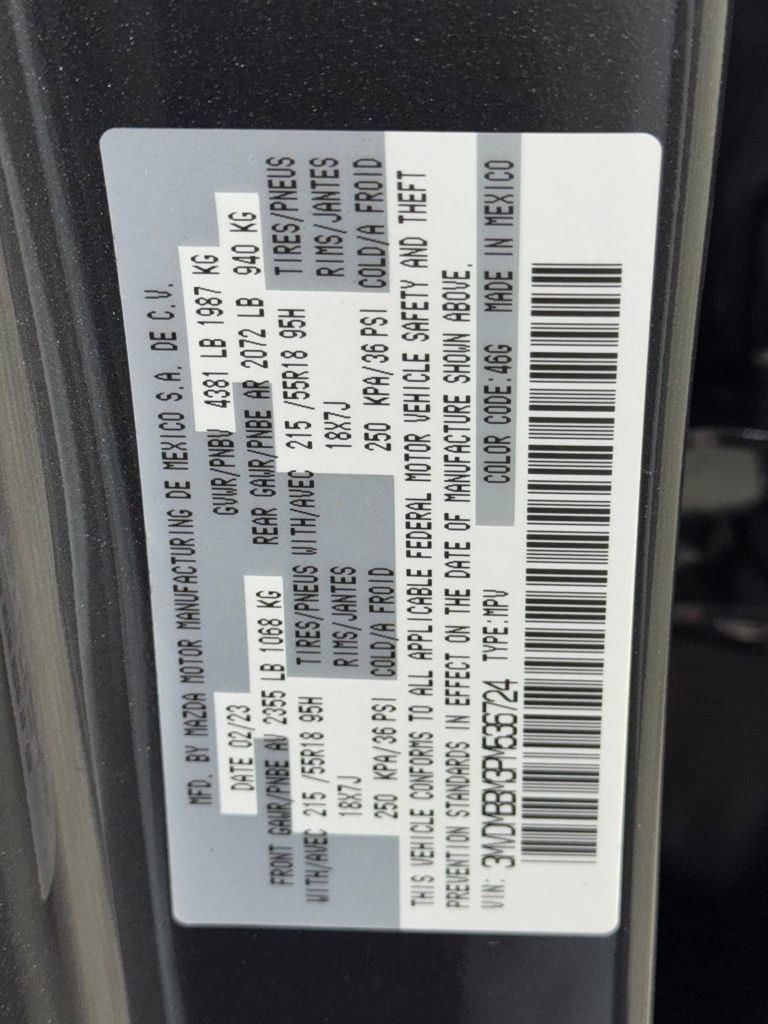 MFD. BY MAZDA MOTOR MANUFACTURING DE MEXICO S.A. DE C.V.
DATE 02/23 GVWR/PNBV 4381 LB 1987 KG
FRONT GAWR/PNBE AV 2355 LB 1068 KG REAR GAWR/PNBE AR 2072 LB 940 KG
WITH/AVEC 215 /55R18 95H TIRES/PNEUS WITH/AVEC 215 /55R18 95H TIRES/PNEUS
18X7J RIMS/JANTES 18X7J RIMS/JANTES
250 KPA/36 PSI COLD/A FROID 250 KPA/36 PSI COLD/A FROID
THIS VEHICLE CONFORMS TO ALL APPLICABLE FEDERAL MOTOR VEHICLE SAFETY AND THEFT
PREVENTION STANDARDS IN EFFECT ON THE DATE OF MANUFACTURE SHOWN ABOVE.
VIN: 3MVDMBBM3PM536724 TYPE:MPV COLOR CODE:46G MADE IN MEXICO